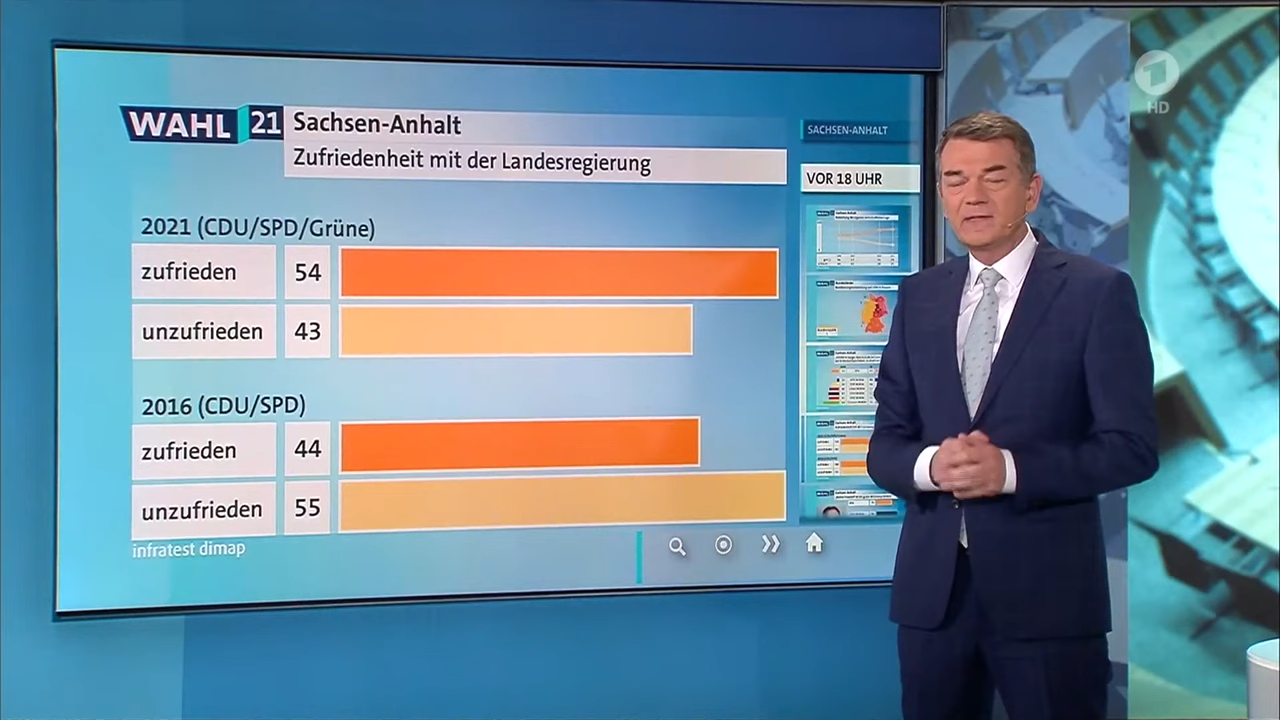 WAHL 21
Sachsen-Anhalt
Zufriedenheit mit der Landesregierung
2021 (CDU/SPD/Grüne)
zufrieden 54
unzufrieden 43
2016 (CDU/SPD)
zufrieden 44
unzufrieden 55
infratest dimap
SACHSEN-ANHALT
VOR 18 UHR
1
HD